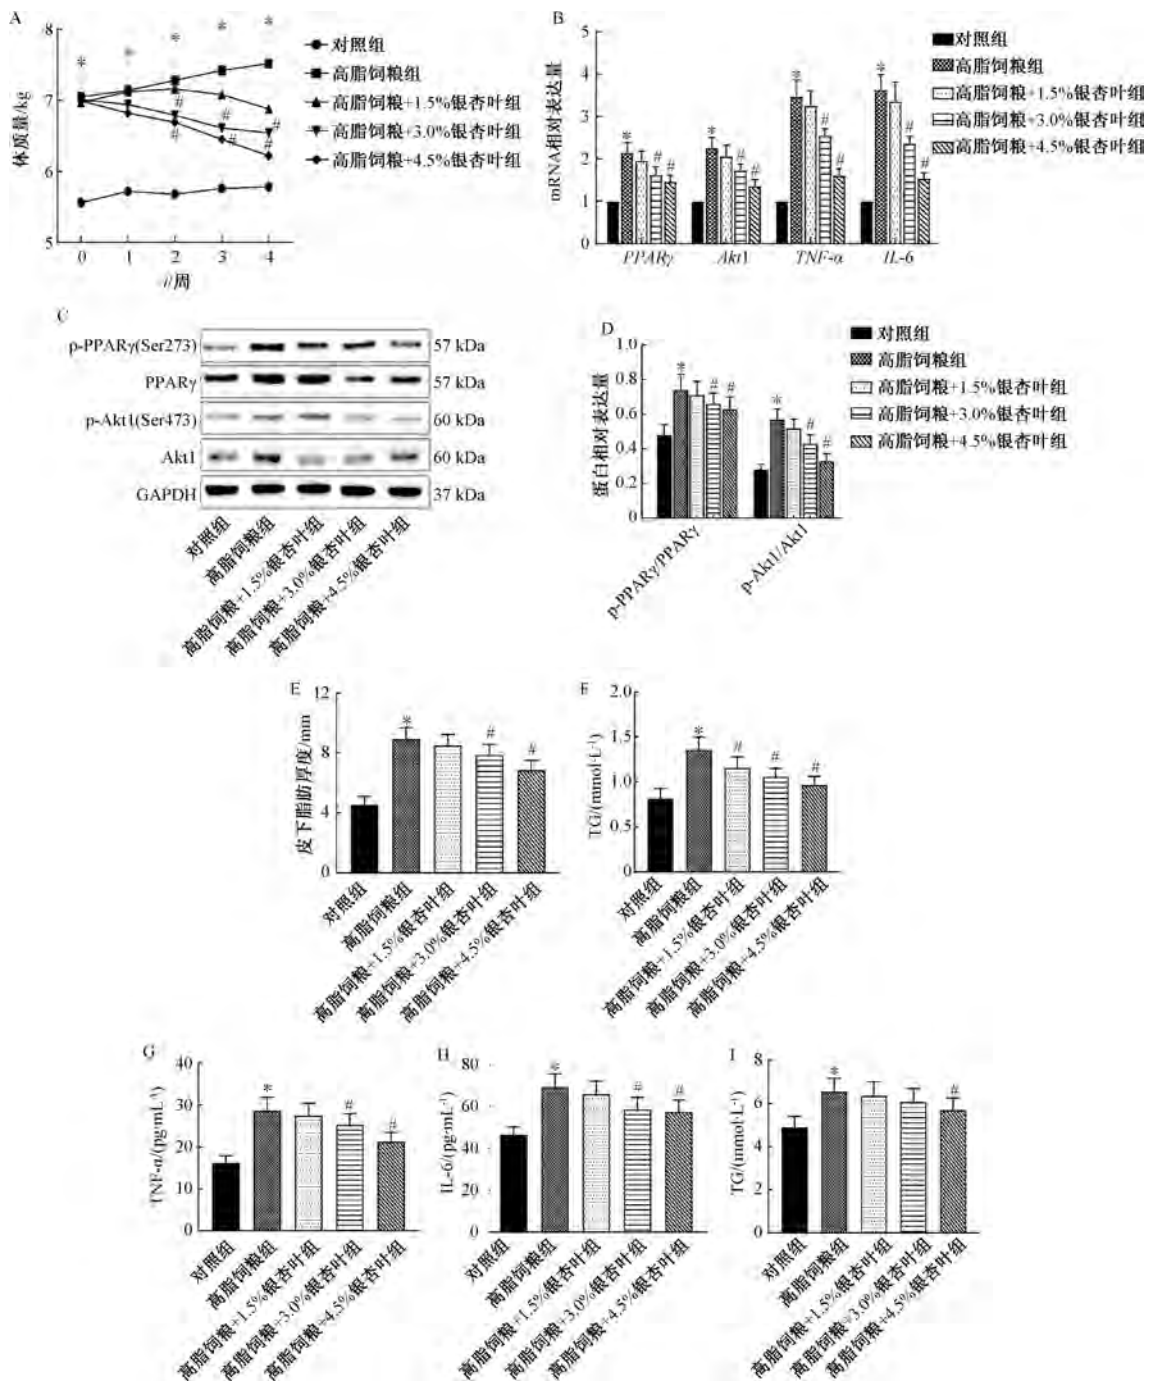 A
8
7
6
5
体质量/kg
0 1 2 3 4
t/周
* * * * *
# # # # # #
对照组
高脂饲粮组
高脂饲粮+1.5%银杏叶组
高脂饲粮+3.0%银杏叶组
高脂饲粮+4.5%银杏叶组
B
5
4
3
2
1
0
mRNA相对表达量
* # #
* # #
* # #
* # #
PPARγ Akt1 TNF-α IL-6
对照组
高脂饲粮组
高脂饲粮+1.5%银杏叶组
高脂饲粮+3.0%银杏叶组
高脂饲粮+4.5%银杏叶组
C
p-PPARγ(Ser273) 57 kDa
PPARγ 57 kDa
p-Akt1(Ser473) 60 kDa
Akt1 60 kDa
GAPDH 37 kDa
对照组
高脂饲粮组
高脂饲粮+1.5%银杏叶组
高脂饲粮+3.0%银杏叶组
高脂饲粮+4.5%银杏叶组
D
1.0
0.8
0.6
0.4
0.2
0
蛋白相对表达量
* # #
* # #
p-PPARγ/PPARγ
p-Akt1/Akt1
对照组
高脂饲粮组
高脂饲粮+1.5%银杏叶组
高脂饲粮+3.0%银杏叶组
高脂饲粮+4.5%银杏叶组
E
12
8
4
0
皮下脂肪厚度/mm
* # #
对照组
高脂饲粮组
高脂饲粮+1.5%银杏叶组
高脂饲粮+3.0%银杏叶组
高脂饲粮+4.5%银杏叶组
F
2.0
1.5
1.0
0.5
0
TG/(mmol·L⁻¹)
* # # #
对照组
高脂饲粮组
高脂饲粮+1.5%银杏叶组
高脂饲粮+3.0%银杏叶组
高脂饲粮+4.5%银杏叶组
G
40
30
20
10
0
TNF-α/(pg·mL⁻¹)
* # #
对照组
高脂饲粮组
高脂饲粮+1.5%银杏叶组
高脂饲粮+3.0%银杏叶组
高脂饲粮+4.5%银杏叶组
H
80
60
40
20
0
IL-6/(pg·mL⁻¹)
* # #
对照组
高脂饲粮组
高脂饲粮+1.5%银杏叶组
高脂饲粮+3.0%银杏叶组
高脂饲粮+4.5%银杏叶组
I
8
6
4
2
0
TG/(mmol·L⁻¹)
* #
对照组
高脂饲粮组
高脂饲粮+1.5%银杏叶组
高脂饲粮+3.0%银杏叶组
高脂饲粮+4.5%银杏叶组